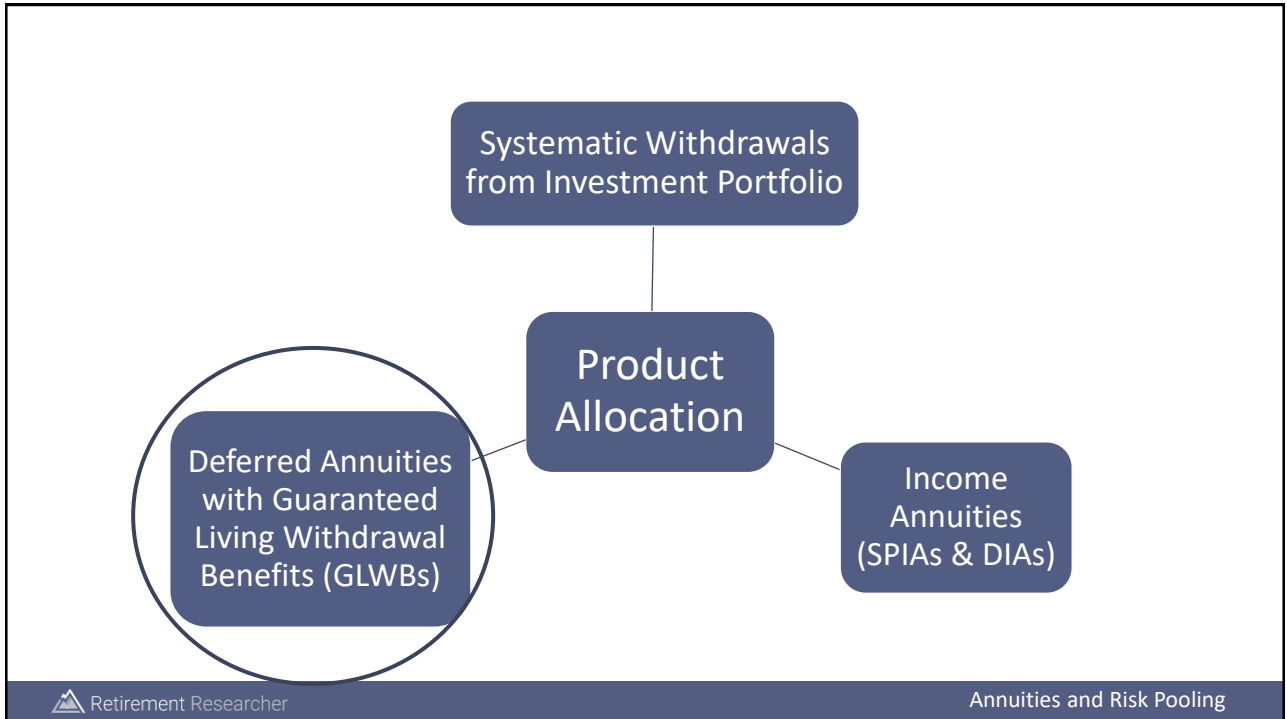 Systematic Withdrawals
from Investment Portfolio
Product
Allocation
Deferred Annuities
with Guaranteed
Living Withdrawal
Benefits (GLWBs)
Income
Annuities
(SPIAs & DIAs)
Retirement Researcher
Annuities and Risk Pooling